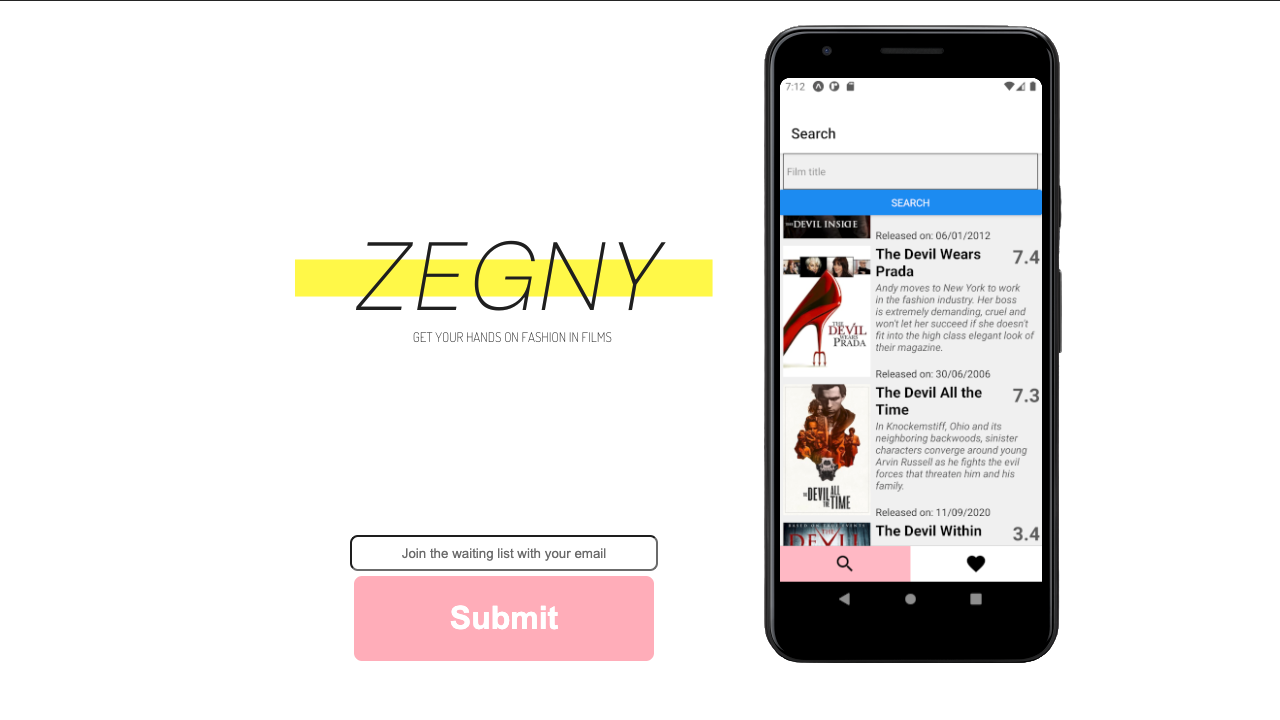 ZEGNY
GET YOUR HANDS ON FASHION IN FILMS
Join the waiting list with your email
Submit
7:12
Search
Film title
SEARCH
THE DEVIL INSIDE
Released on: 06/01/2012
The Devil Wears
Prada
7.4
Andy moves to New York to work
in the fashion industry. Her boss
is extremely demanding, cruel and
won't let her succeed if she doesn't
fit into the high class elegant look of
their magazine.
THE
DEVIL
WEARS
PRADA
Released on: 30/06/2006
The Devil All the
Time
7.3
In Knockemstiff, Ohio and its
neighboring backwoods, sinister
characters converge around young
Arvin Russell as he fights the evil
forces that threaten him and his
family.
THE DEVIL ALL THE TIME
Released on: 11/09/2020
The Devil Within
3.4
BASED ON TRUE EVENTS
THE
DEVIL